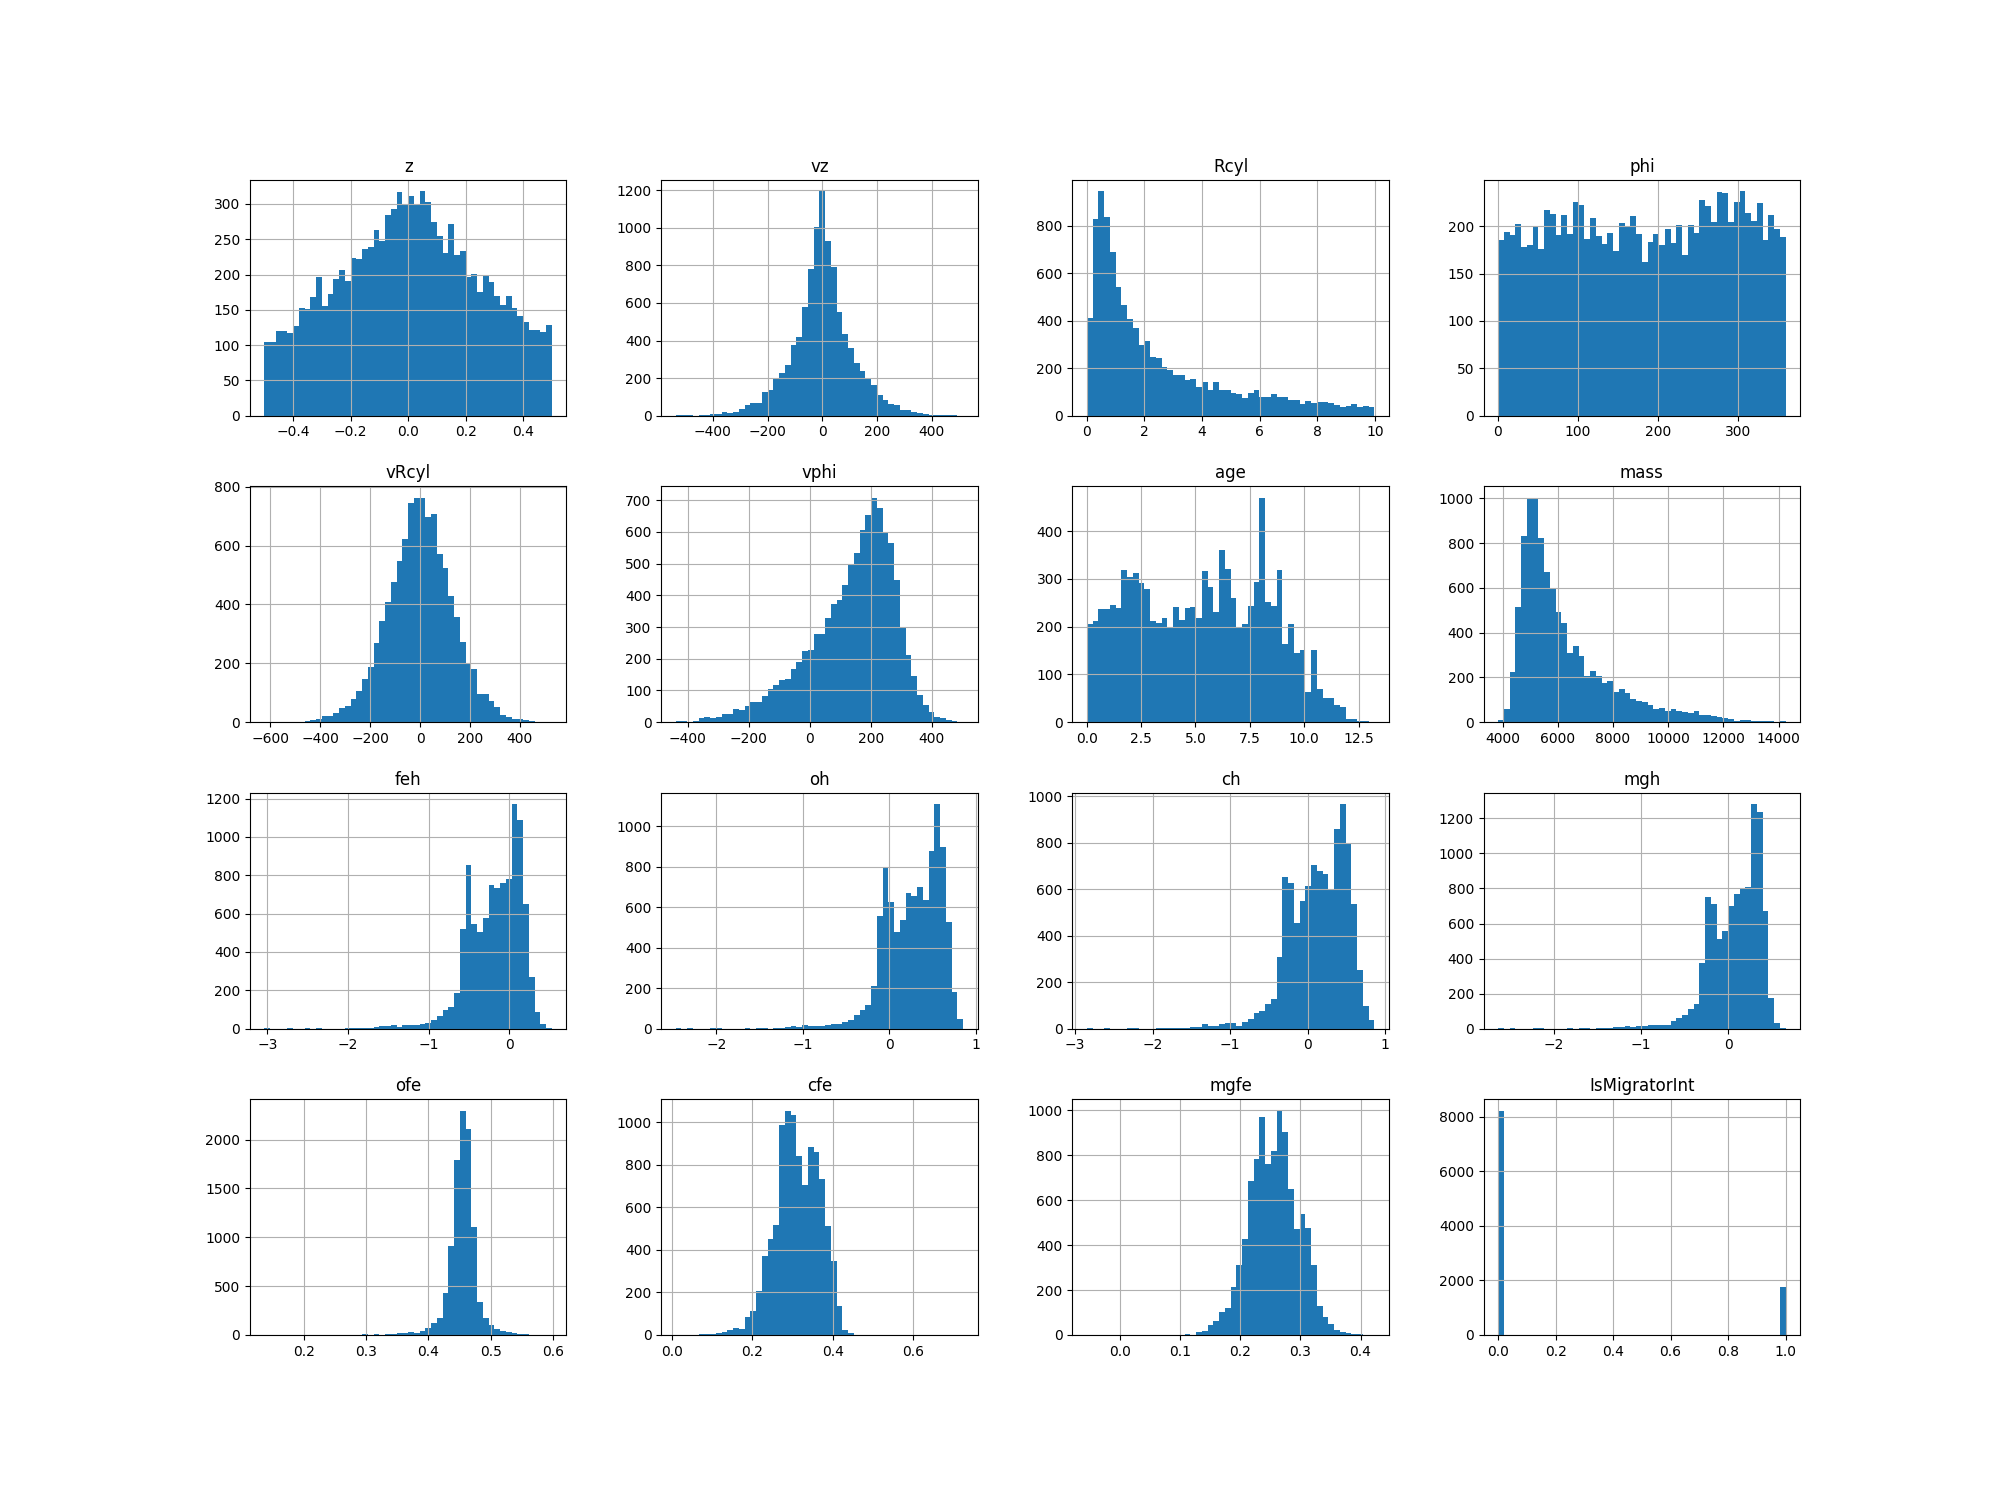 z vz Rcyl phi
300 250 200 150 100 50 0
−0.4 −0.2 0.0 0.2 0.4
1200 1000 800 600 400 200 0
−400 −200 0 200 400
800 600 400 200 0
0 2 4 6 8 10
200 150 100 50 0
0 100 200 300
vRcyl vphi age mass
800 600 400 200 0
−600 −400 −200 0 200 400
700 600 500 400 300 200 100 0
−400 −200 0 200 400
400 300 200 100 0
0.0 2.5 5.0 7.5 10.0 12.5
1000 800 600 400 200 0
4000 6000 8000 10000 12000 14000
feh oh ch mgh
1200 1000 800 600 400 200 0
−3 −2 −1 0
1000 800 600 400 200 0
−2 −1 0 1
1000 800 600 400 200 0
−3 −2 −1 0 1
1200 1000 800 600 400 200 0
−2 −1 0
ofe cfe mgfe IsMigratorInt
2000 1500 1000 500 0
0.2 0.3 0.4 0.5 0.6
1000 800 600 400 200 0
0.0 0.2 0.4 0.6
1000 800 600 400 200 0
0.0 0.1 0.2 0.3 0.4
8000 6000 4000 2000 0
0.0 0.2 0.4 0.6 0.8 1.0